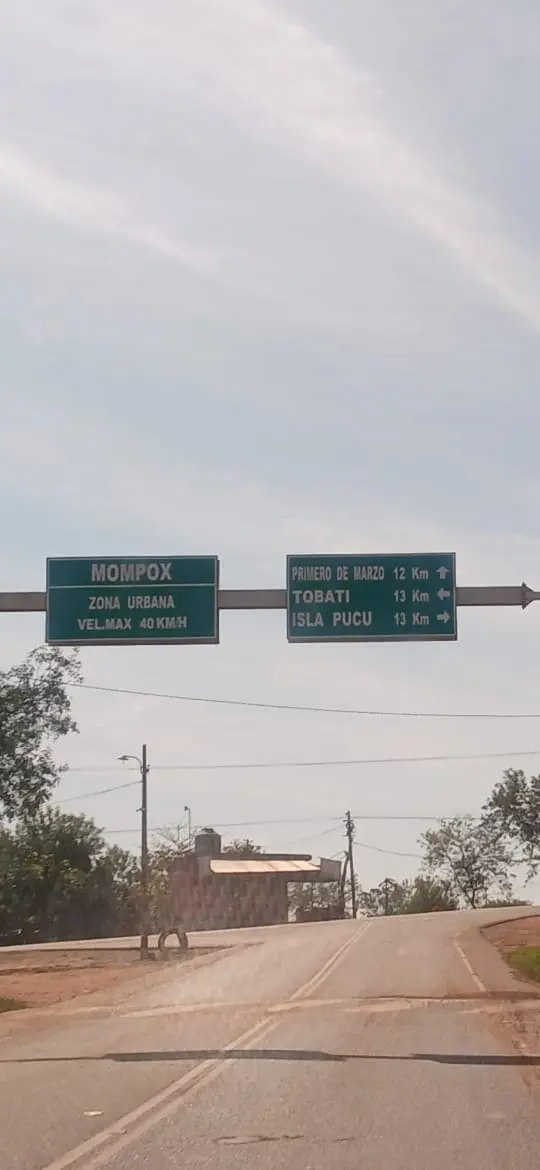 MOMPOX
ZONA URBANA
VEL.MAX 40 KM/H
PRIMERO DE MARZO 12 Km ↑
TOBATI 13 Km ←
ISLA PUCU 13 Km →